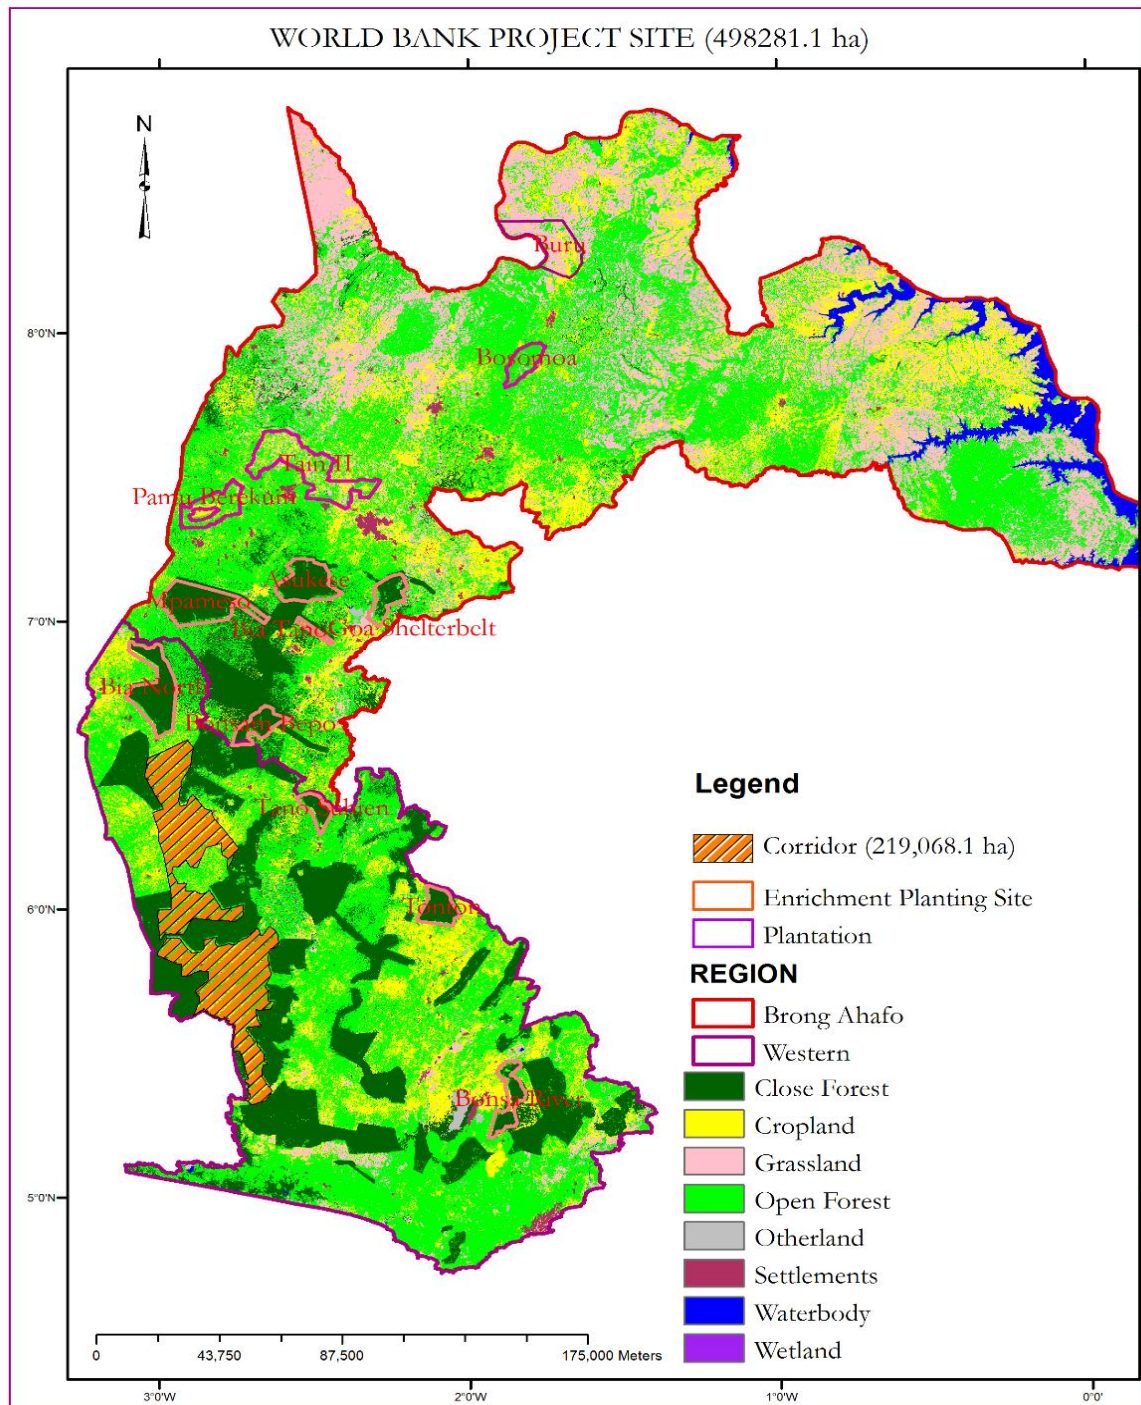 WORLD BANK PROJECT SITE (498281.1 ha)
N
Buru
8°0'N
Bosomoa
Tain II
Pamu Berekum
Asukese
Mpameso
7°0'N
Bia Tano
Goa Shelterbelt
Bia North
Bonsam Bepo
Legend
Tano Suhien
Corridor (219,068.1 ha)
Enrichment Planting Site
6°0'N
Tonton
Plantation
REGION
Brong Ahafo
Western
Close Forest
Bonsa River
Cropland
Grassland
5°0'N
Open Forest
Otherland
Settlements
Waterbody
Wetland
0 43,750 87,500 175,000 Meters
3°0'W 2°0'W 1°0'W 0°0'